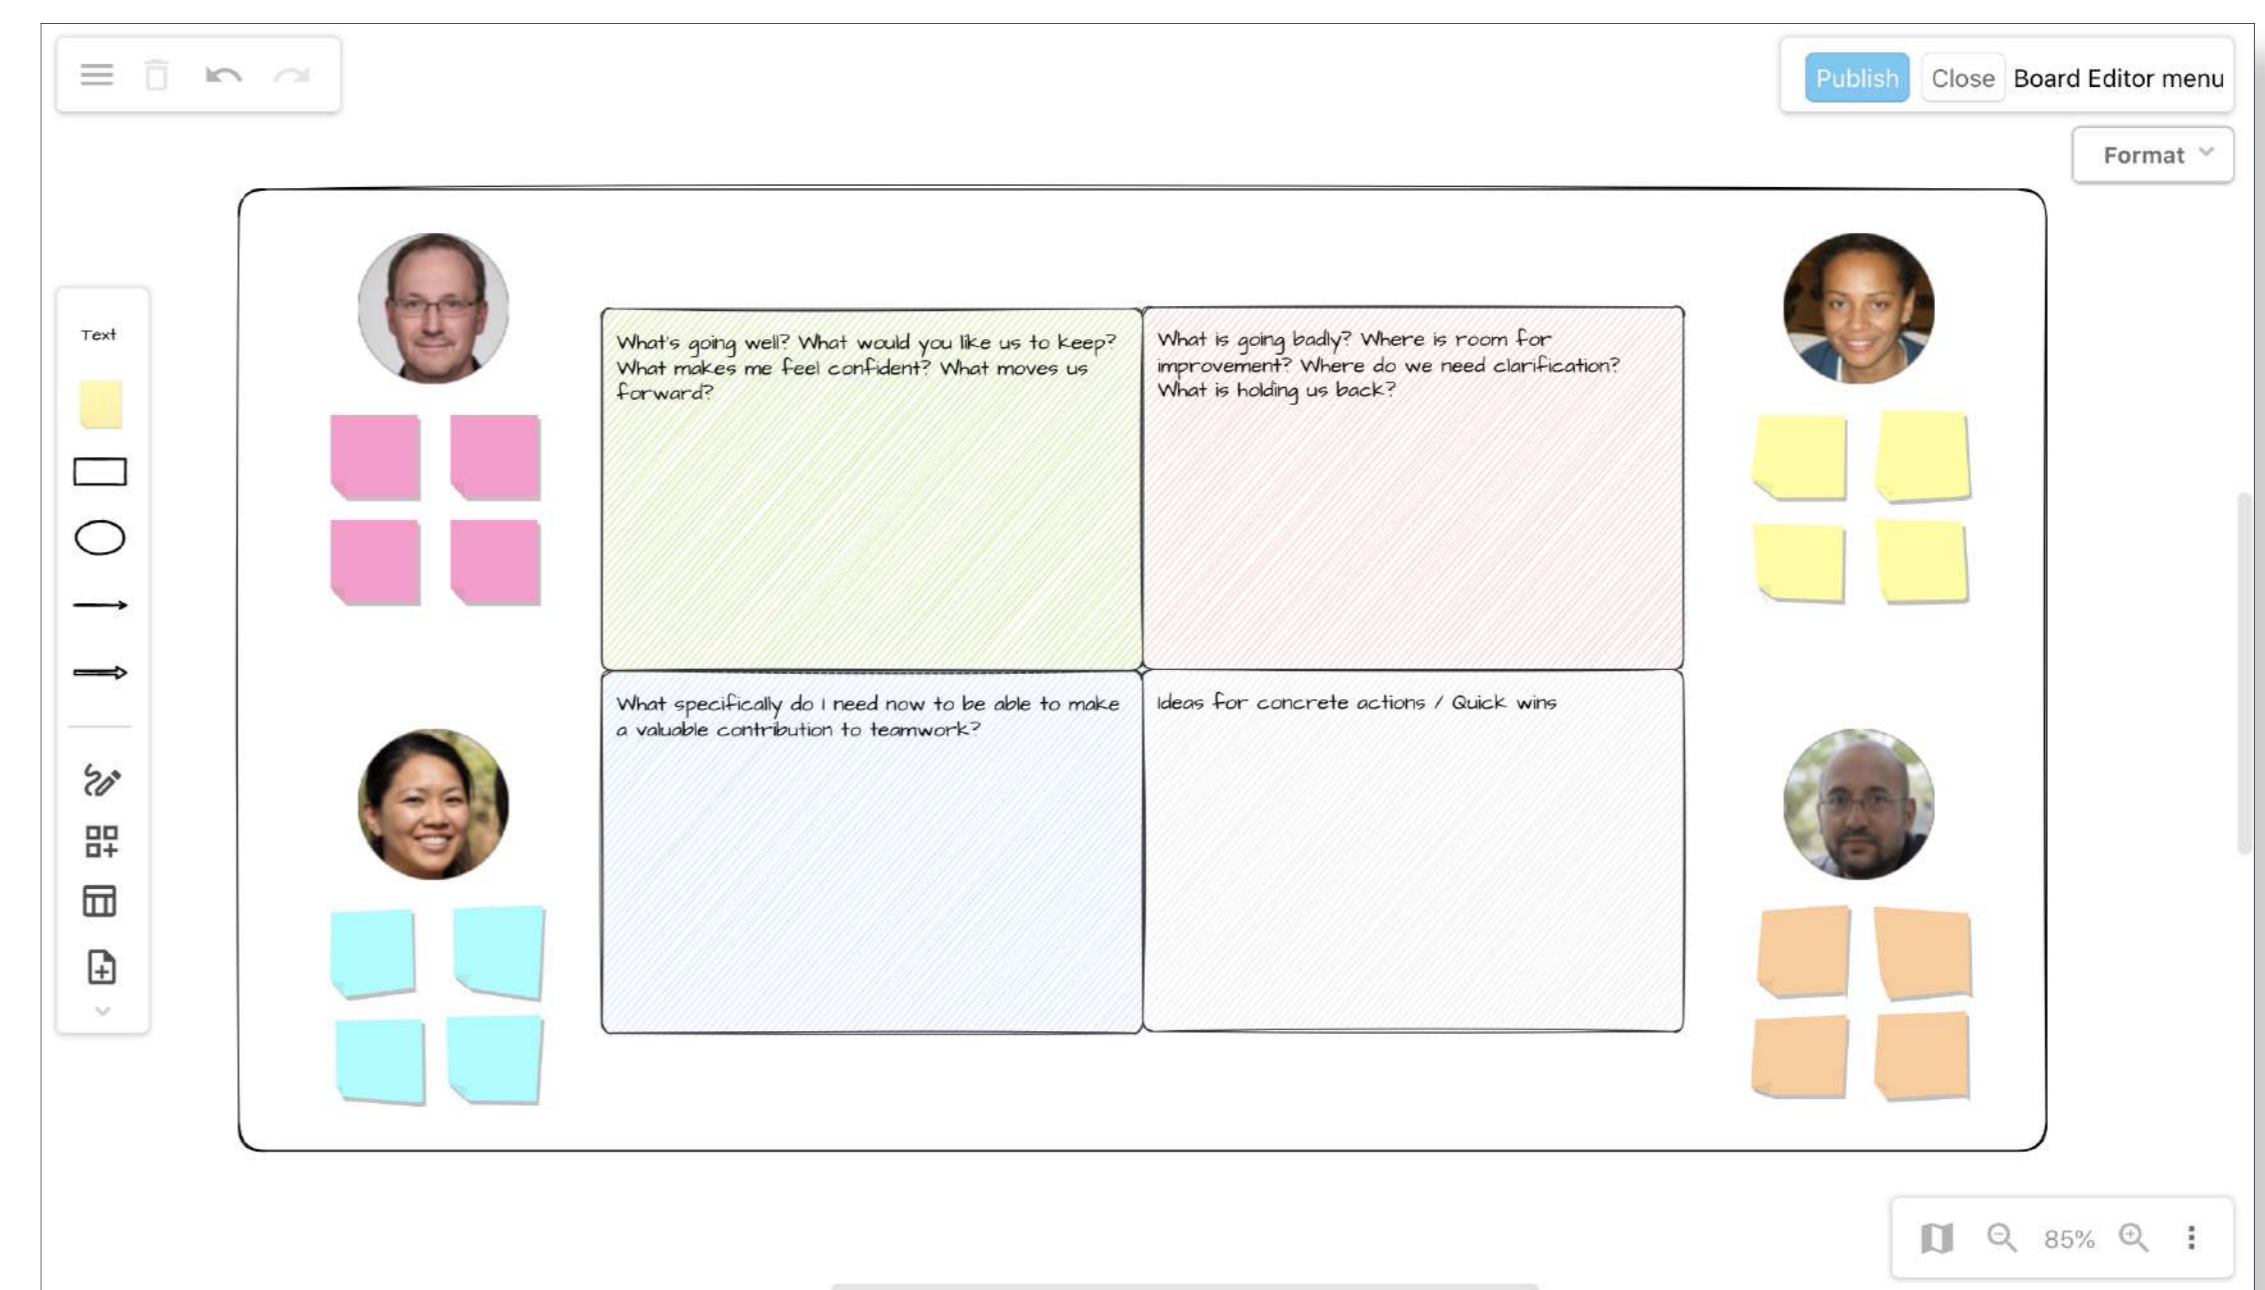 Publish
Close
Board Editor menu
Format
Text
What's going well? What would you like us to keep?
What makes me feel confident? What moves us
forward?
What is going badly? Where is room for
improvement? Where do we need clarification?
What is holding us back?
What specifically do I need now to be able to make
a valuable contribution to teamwork?
Ideas for concrete actions / Quick wins
85%